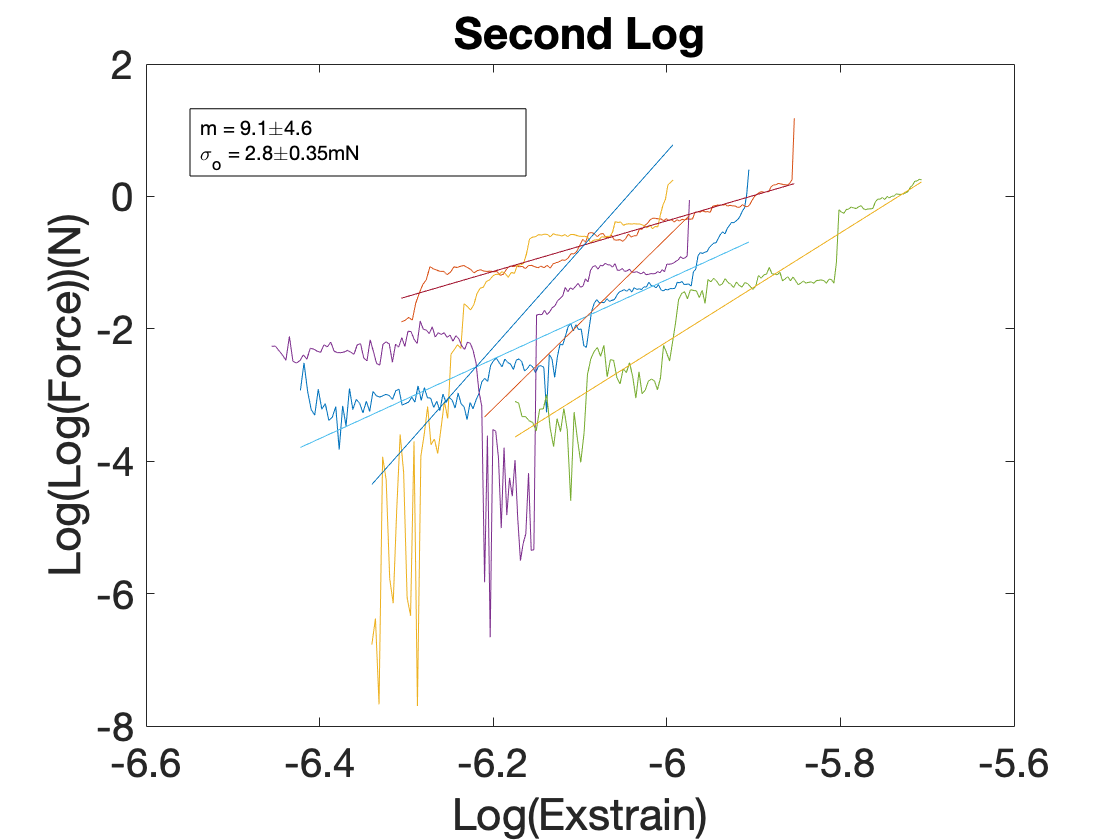 Second Log
m = 9.1±4.6
σo = 2.8±0.35mN
Log(Log(Force))(N)
2
0
-2
-4
-6
-8
-6.6 -6.4 -6.2 -6 -5.8 -5.6
Log(Exstrain)